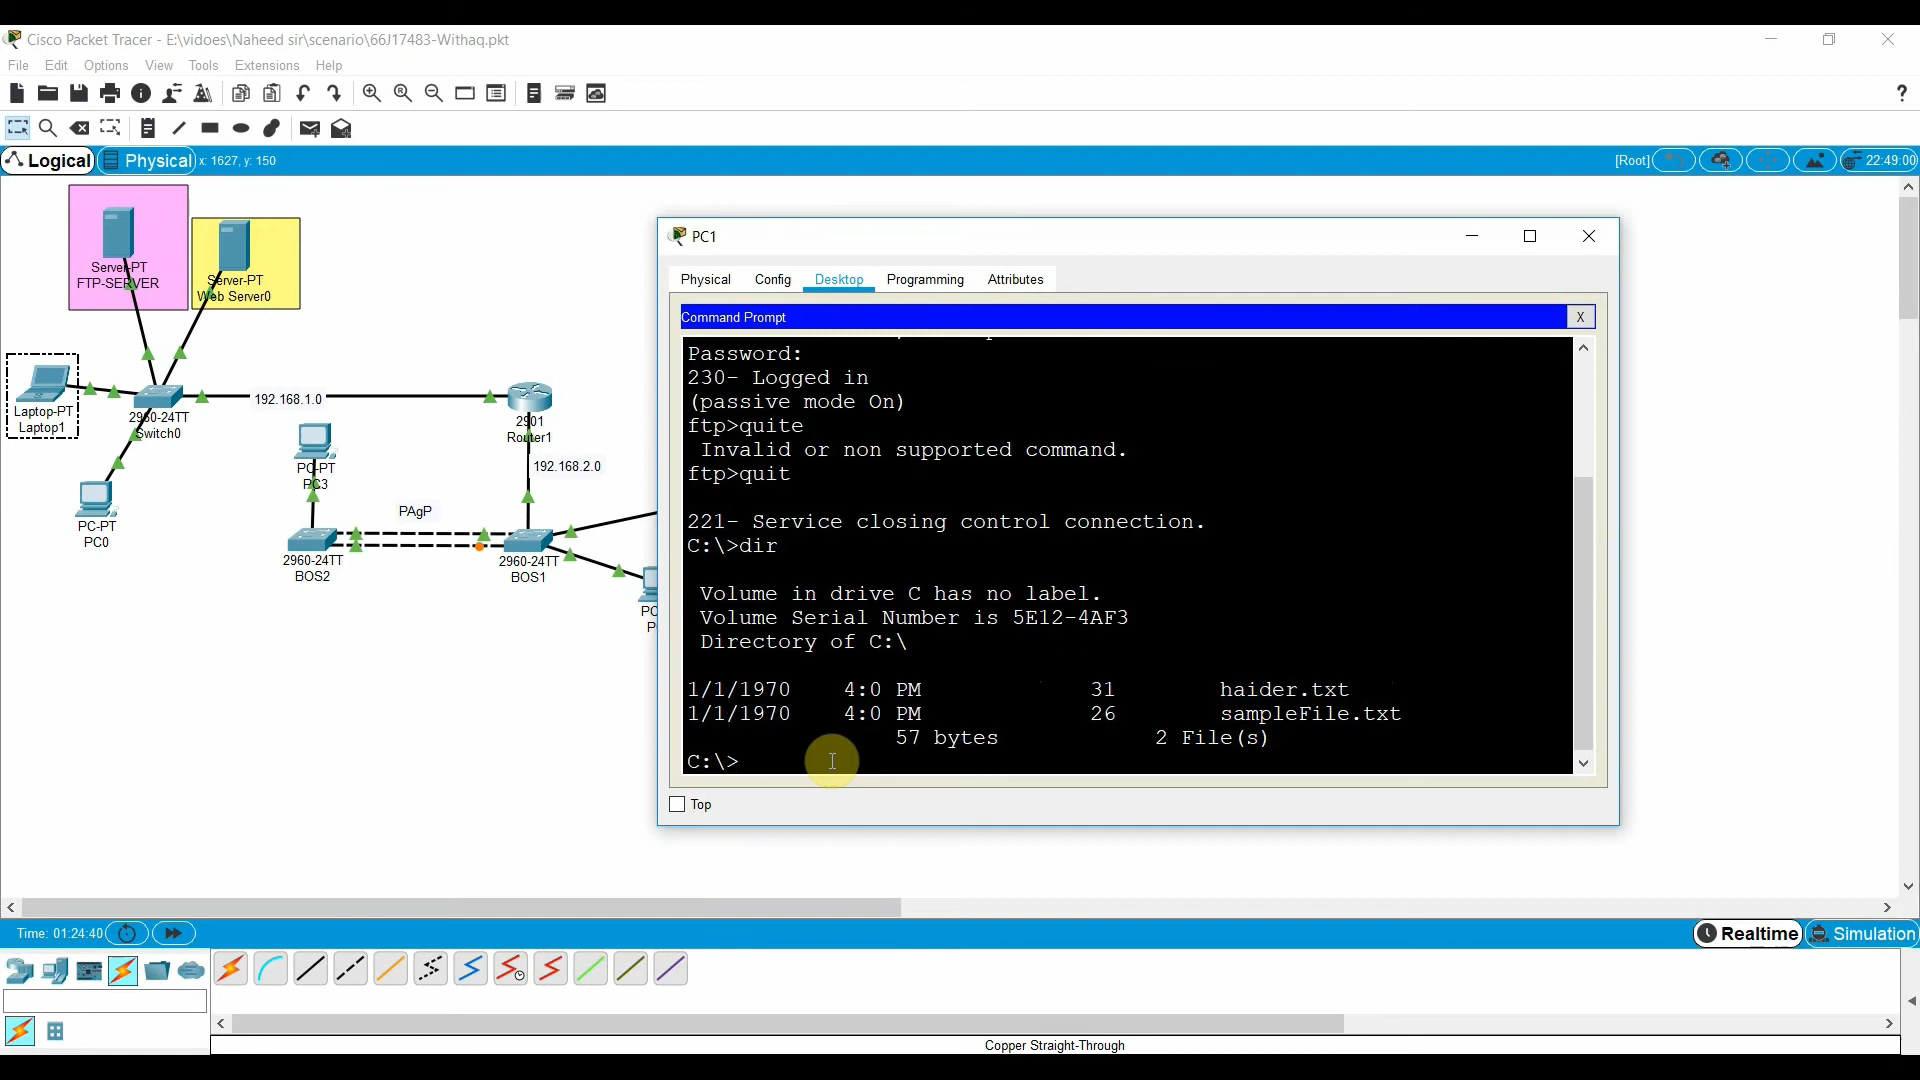 Cisco Packet Tracer - E:\vidoes\Naheed sir\scenario\66J17483-Withaq.pkt
File Edit Options View Tools Extensions Help
?
Logical Physical x: 1627, y: 150 [Root] 22:49:00
Server-PT
FTP-SERVER
Server-PT
Web Server0
Laptop-PT
Laptop1
2960-24TT
Switch0
192.168.1.0
2901
Router1
PC-PT
PC3
192.168.2.0
PC-PT
PC0
PAgP
2960-24TT
BOS2
2960-24TT
BOS1
PC
P
PC1
Physical Config Desktop Programming Attributes
Command Prompt X
Password:
230- Logged in
(passive mode On)
ftp>quite
Invalid or non supported command.
ftp>quit
221- Service closing control connection.
C:\>dir
Volume in drive C has no label.
Volume Serial Number is 5E12-4AF3
Directory of C:\
1/1/1970 4:0 PM 31 haider.txt
1/1/1970 4:0 PM 26 sampleFile.txt
57 bytes 2 File(s)
C:\>
Top
Time: 01:24:40 Realtime Simulation
Copper Straight-Through